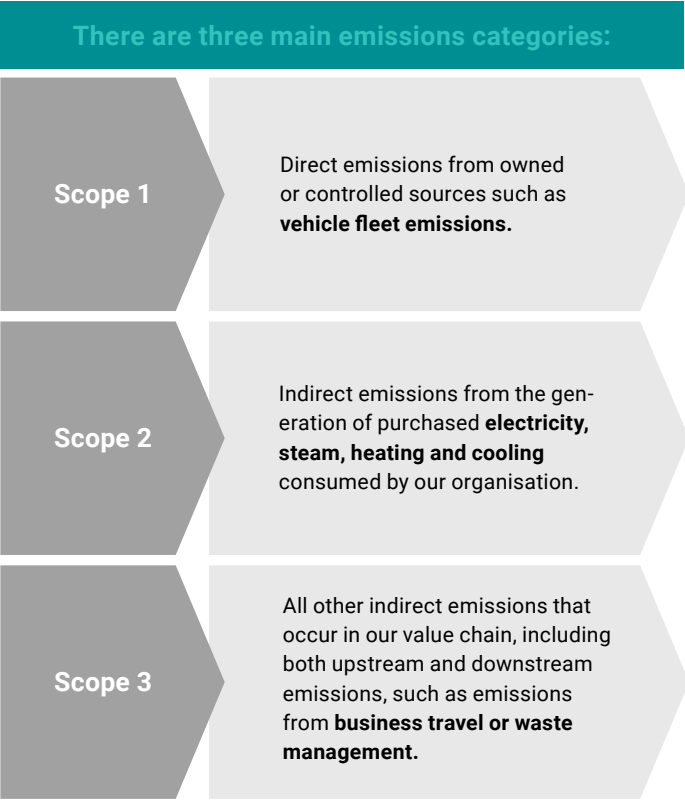 There are three main emissions categories:
Scope 1
Direct emissions from owned
or controlled sources such as
vehicle fleet emissions.
Scope 2
Indirect emissions from the gen-
eration of purchased electricity,
steam, heating and cooling
consumed by our organisation.
Scope 3
All other indirect emissions that
occur in our value chain, including
both upstream and downstream
emissions, such as emissions
from business travel or waste
management.